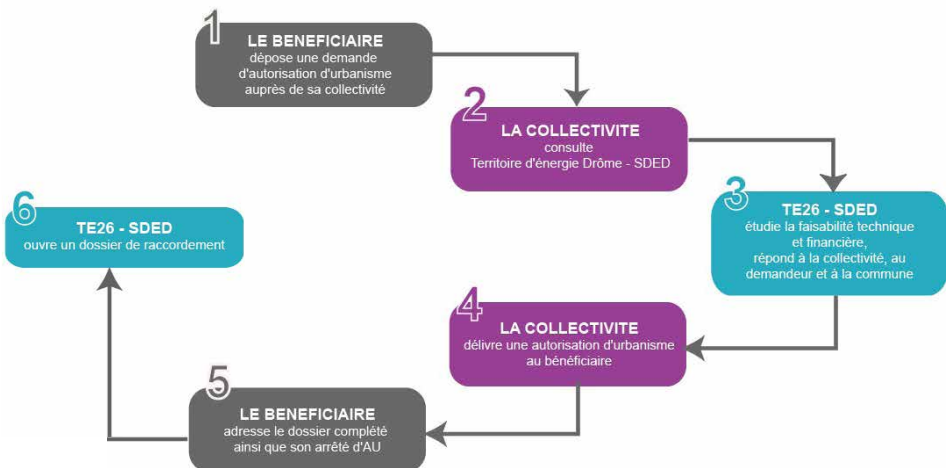 1
LE BENEFICIAIRE
dépose une demande
d'autorisation d'urbanisme
auprès de sa collectivité
2
LA COLLECTIVITE
consulte
Territoire d'énergie Drôme - SDED
3
TE26 - SDED
étudie la faisabilité technique
et financière,
répond à la collectivité, au
demandeur et à la commune
4
LA COLLECTIVITE
délivre une autorisation d'urbanisme
au bénéficiaire
5
LE BENEFICIAIRE
adresse le dossier complété
ainsi que son arrêté d'AU
6
TE26 - SDED
ouvre un dossier de raccordement